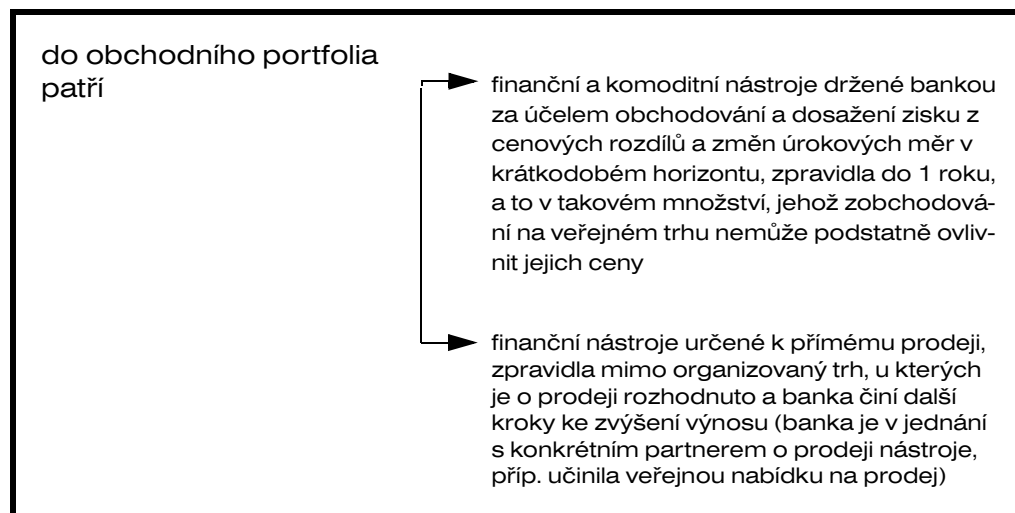 do obchodního portfolia
patří
finanční a komoditní nástroje držené bankou
za účelem obchodování a dosažení zisku z
cenových rozdílů a změn úrokových měr v
krátkodobém horizontu, zpravidla do 1 roku,
a to v takovém množství, jehož zobchodová-
ní na veřejném trhu nemůže podstatně ovliv-
nit jejich ceny
finanční nástroje určené k přímému prodeji,
zpravidla mimo organizovaný trh, u kterých
je o prodeji rozhodnuto a banka činí další
kroky ke zvýšení výnosu (banka je v jednání
s konkrétním partnerem o prodeji nástroje,
příp. učinila veřejnou nabídku na prodej)